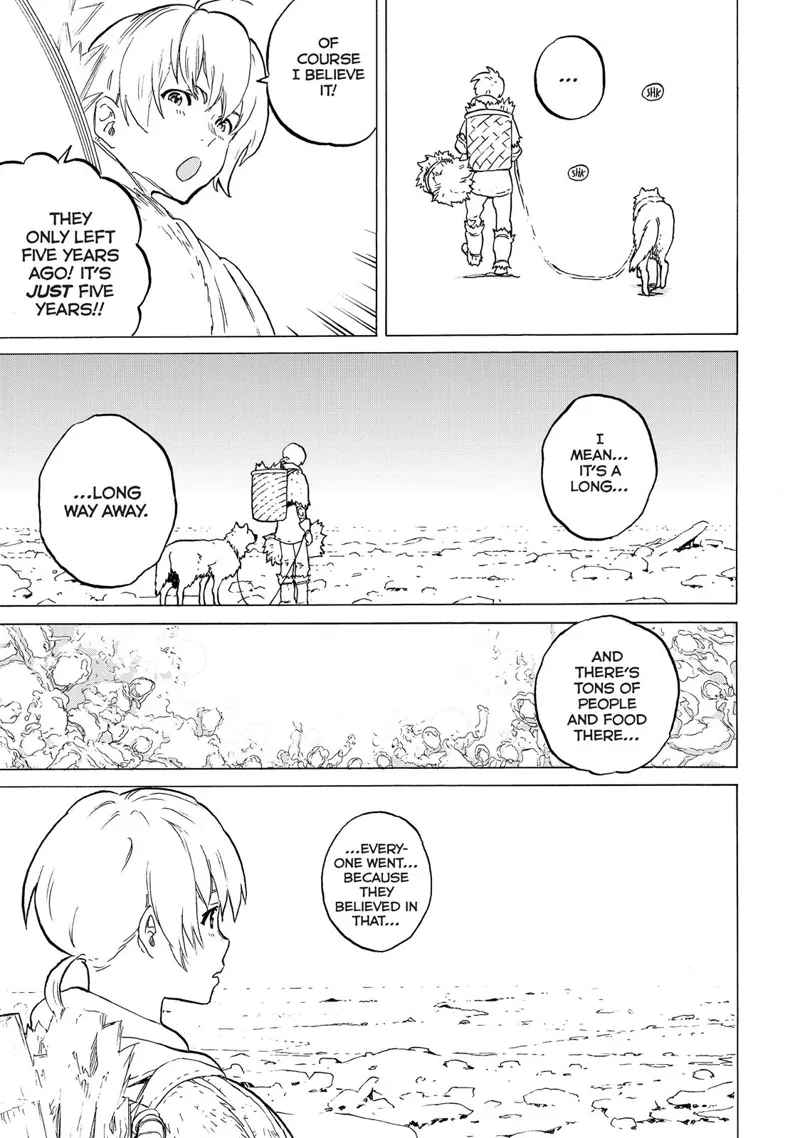 ...
SHK
SHK
OF
COURSE
I BELIEVE
IT!
THEY
ONLY LEFT
FIVE YEARS
AGO! IT'S
JUST FIVE
YEARS!!
I
MEAN...
IT'S A
LONG...
...LONG
WAY AWAY.
AND
THERE'S
TONS OF
PEOPLE
AND FOOD
THERE...
...EVERY-
ONE WENT...
BECAUSE
THEY
BELIEVED IN
THAT...